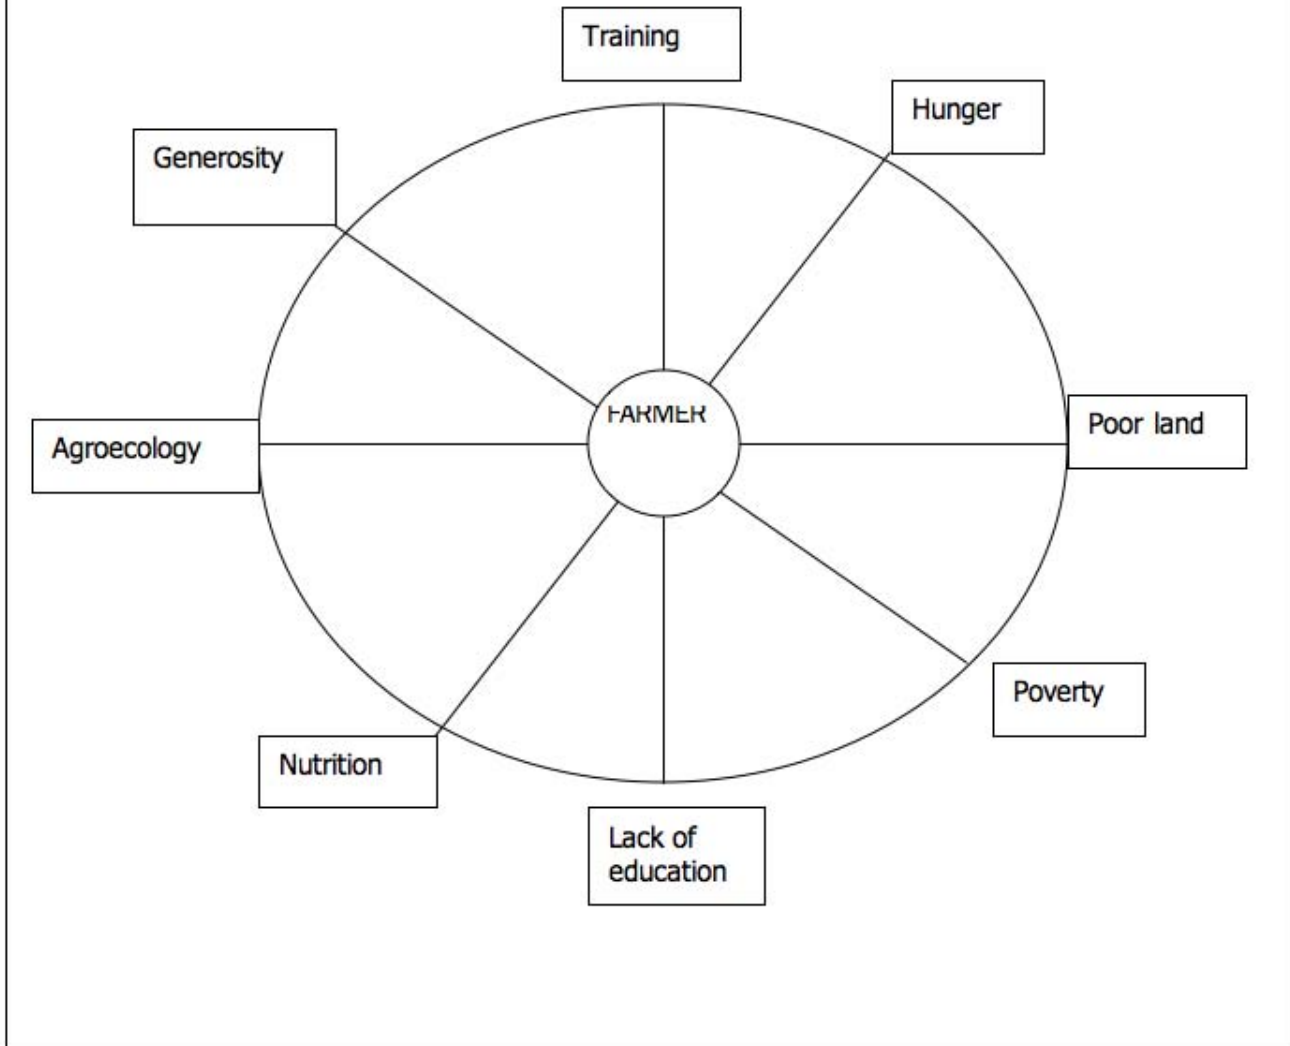 Training
Hunger
Generosity
FARMER
Poor land
Agroecology
Poverty
Nutrition
Lack of
education